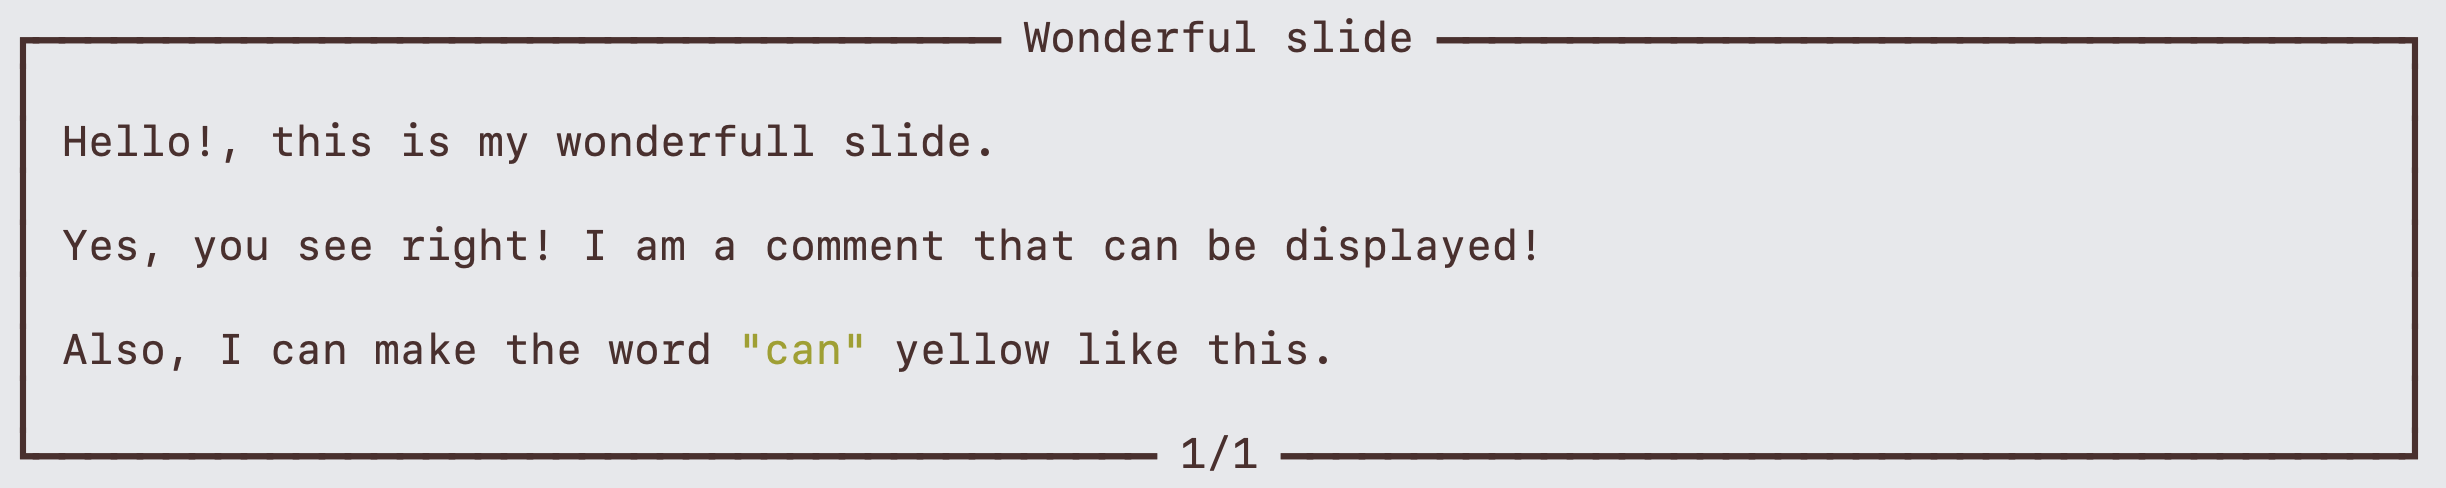 Wonderful slide
Hello!, this is my wonderfull slide.
Yes, you see right! I am a comment that can be displayed!
Also, I can make the word "can" yellow like this.
1/1